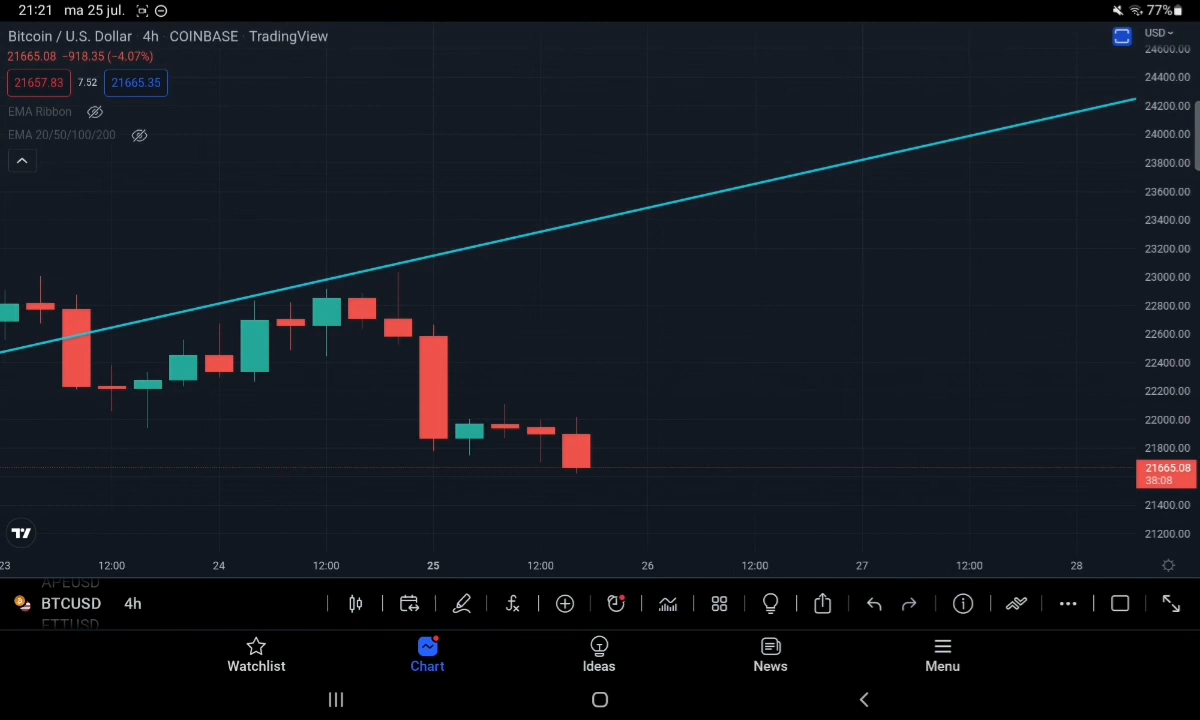 21:21 ma 25 jul. 77%
Bitcoin / U.S. Dollar 4h COINBASE TradingView
USD
21665.08 −918.35 (−4.07%)
21657.83 7.52 21665.35
EMA Ribbon
EMA 20/50/100/200
24600.00
24400.00
24200.00
24000.00
23800.00
23600.00
23400.00
23200.00
23000.00
22800.00
22600.00
22400.00
22200.00
22000.00
21800.00
21665.08
38:08
21400.00
21200.00
23 12:00 24 12:00 25 12:00 26 12:00 27 12:00 28
APEUSD
BTCUSD 4h
FTTUSD
Watchlist Chart Ideas News Menu